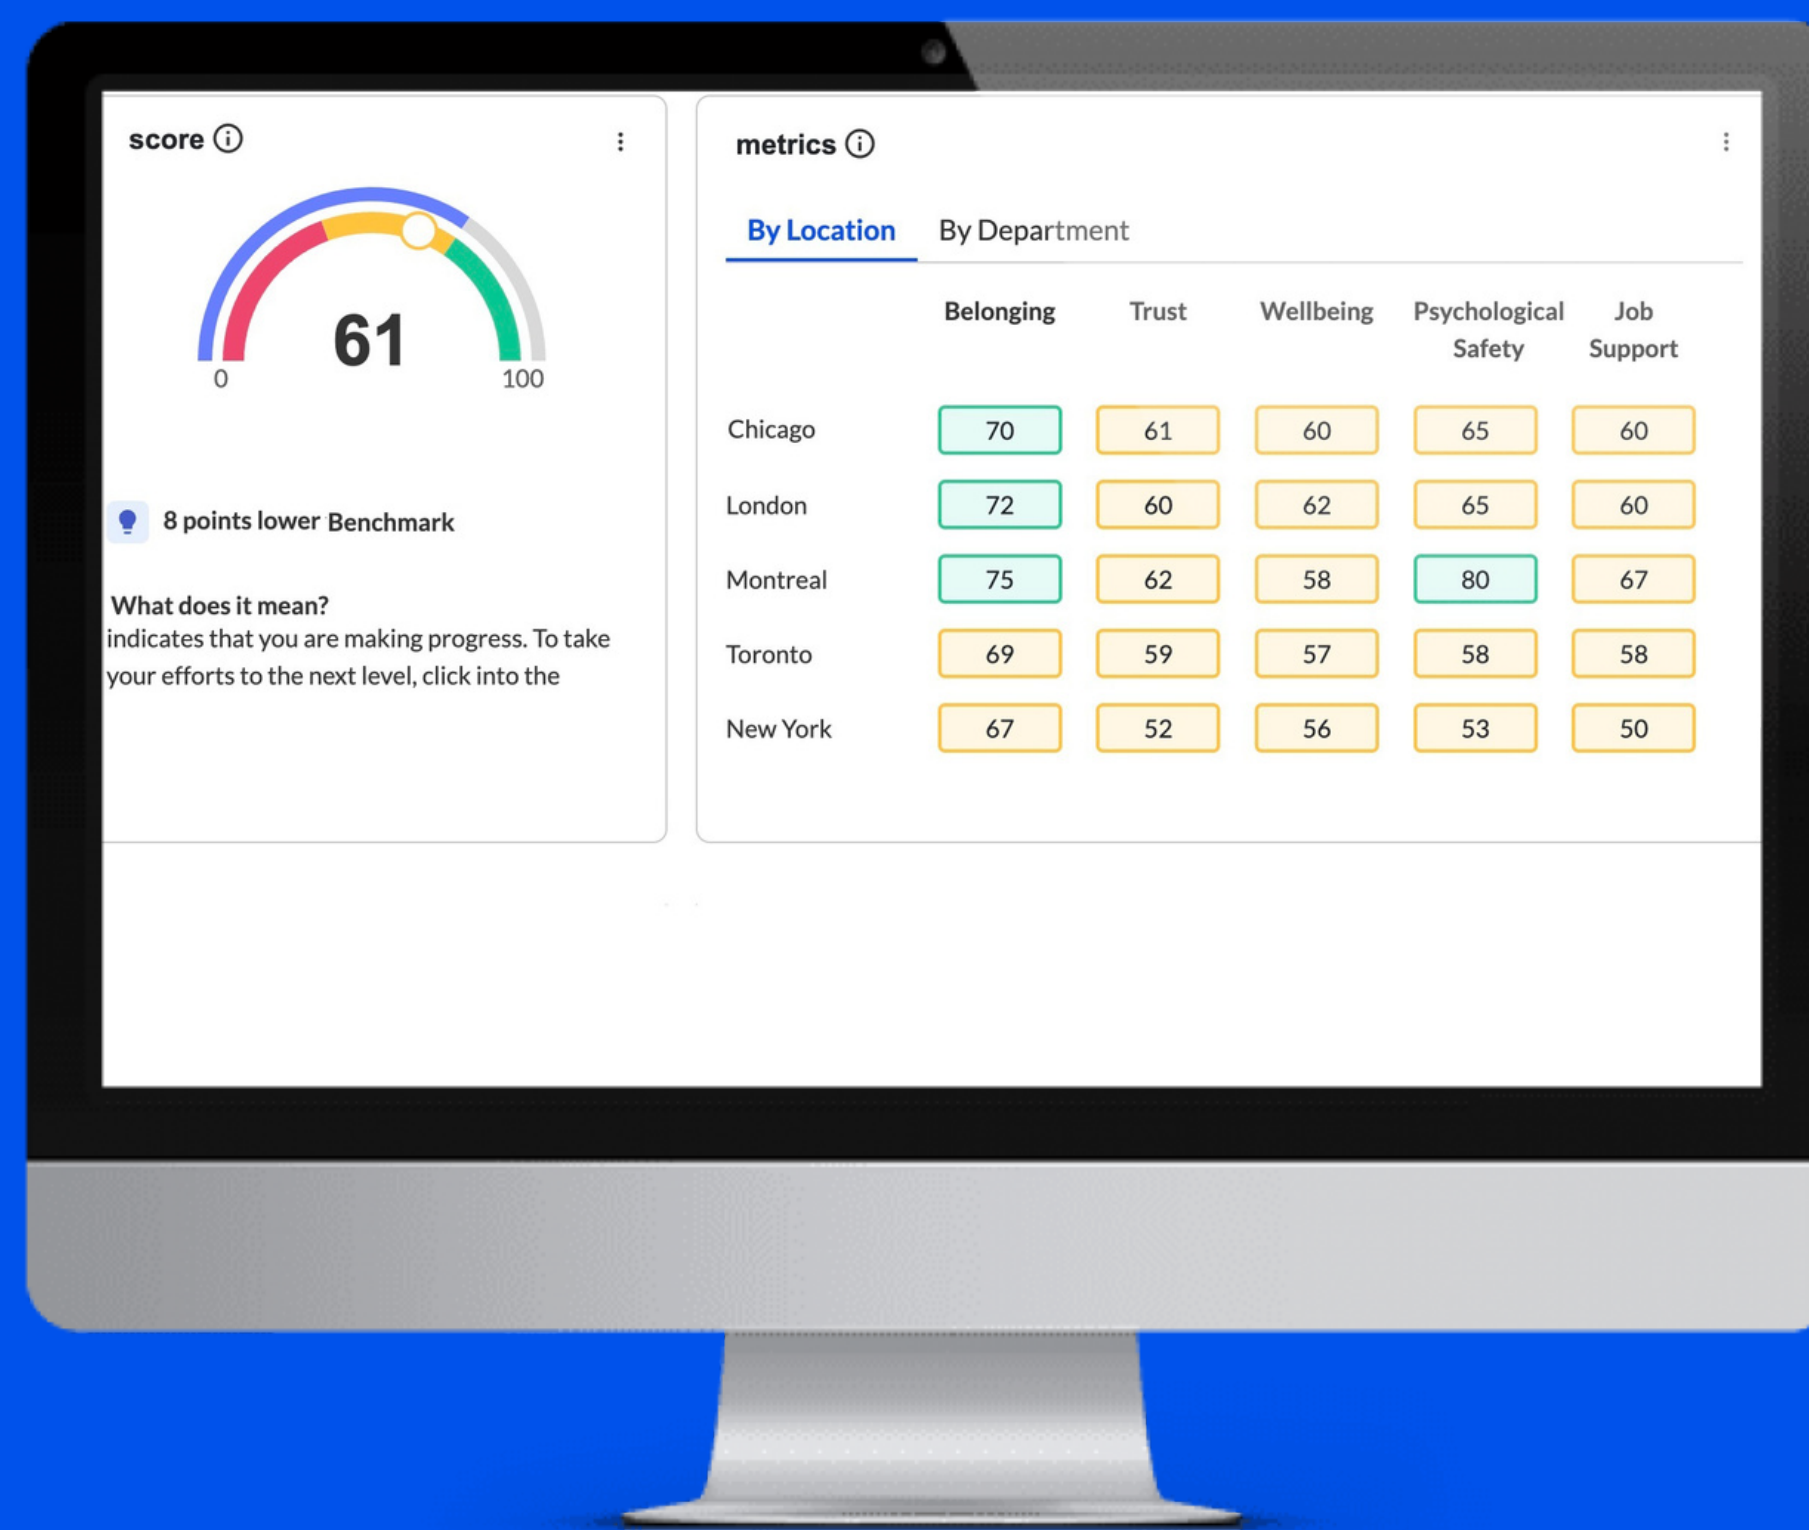 score
61
0 100
8 points lower Benchmark
What does it mean?
indicates that you are making progress. To take
your efforts to the next level, click into the
metrics
By Location By Department
Belonging Trust Wellbeing Psychological Safety Job Support
Chicago 70 61 60 65 60
London 72 60 62 65 60
Montreal 75 62 58 80 67
Toronto 69 59 57 58 58
New York 67 52 56 53 50